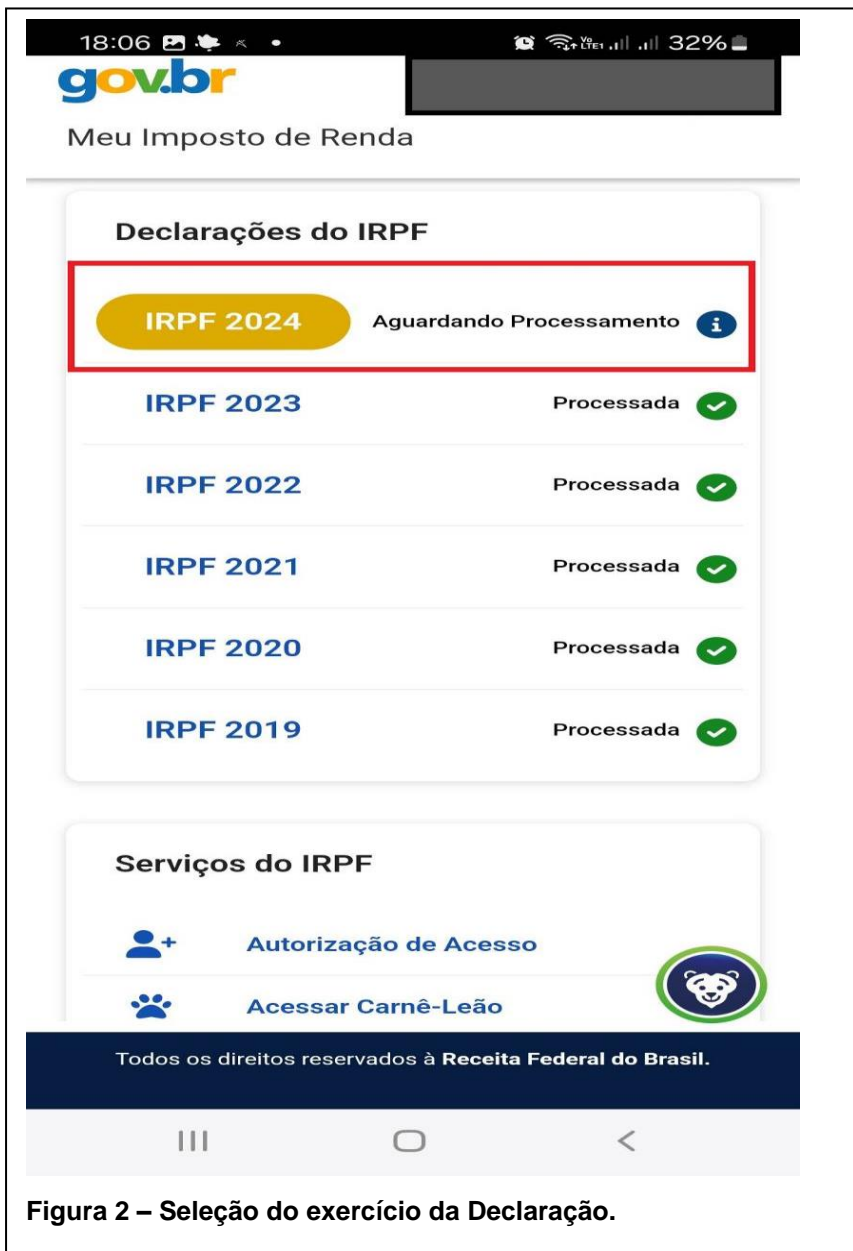 18:06 32%
gov.br
Meu Imposto de Renda
Declarações do IRPF
IRPF 2024 Aguardando Processamento
IRPF 2023 Processada
IRPF 2022 Processada
IRPF 2021 Processada
IRPF 2020 Processada
IRPF 2019 Processada
Serviços do IRPF
Autorização de Acesso
Acessar Carnê-Leão
Todos os direitos reservados à Receita Federal do Brasil.
Figura 2 – Seleção do exercício da Declaração.